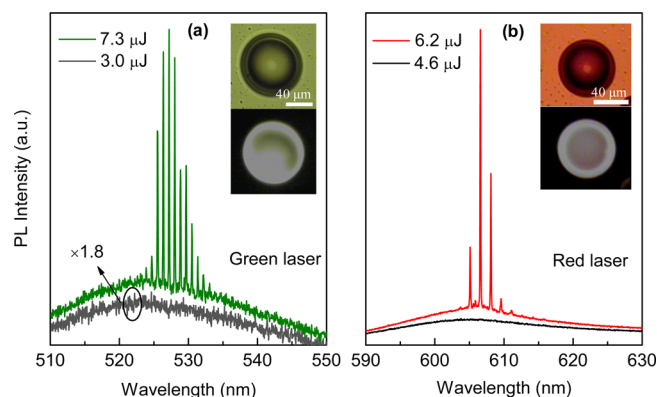 (a)
7.3 μJ
3.0 μJ
40 μm
×1.8
Green laser
PL Intensity (a.u.)
510 520 530 540 550
Wavelength (nm)
(b)
6.2 μJ
4.6 μJ
40 μm
Red laser
590 600 610 620 630
Wavelength (nm)